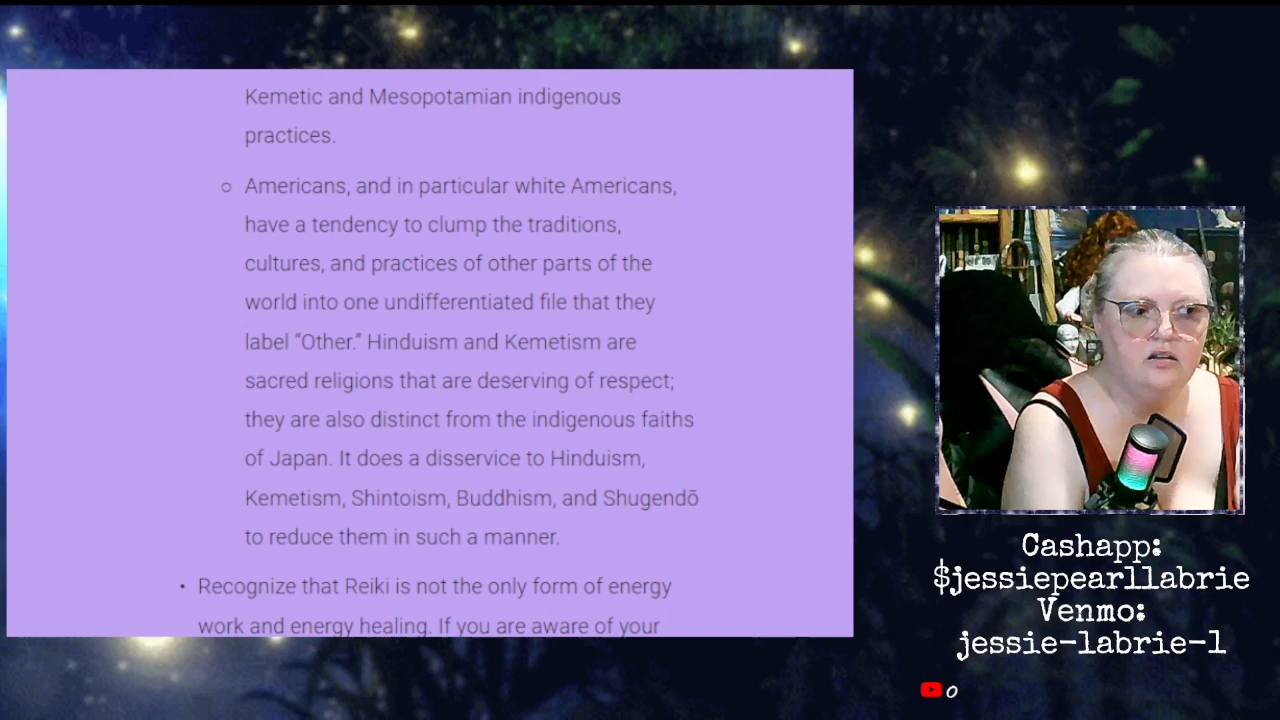 Kemetic and Mesopotamian indigenous
practices.
○ Americans, and in particular white Americans,
have a tendency to clump the traditions,
cultures, and practices of other parts of the
world into one undifferentiated file that they
label “Other.” Hinduism and Kemetism are
sacred religions that are deserving of respect;
they are also distinct from the indigenous faiths
of Japan. It does a disservice to Hinduism,
Kemetism, Shintoism, Buddhism, and Shugendō
to reduce them in such a manner.
• Recognize that Reiki is not the only form of energy
work and energy healing. If you are aware of your
Cashapp:
$jessiepearllabrie
Venmo:
jessie-labrie-1
0